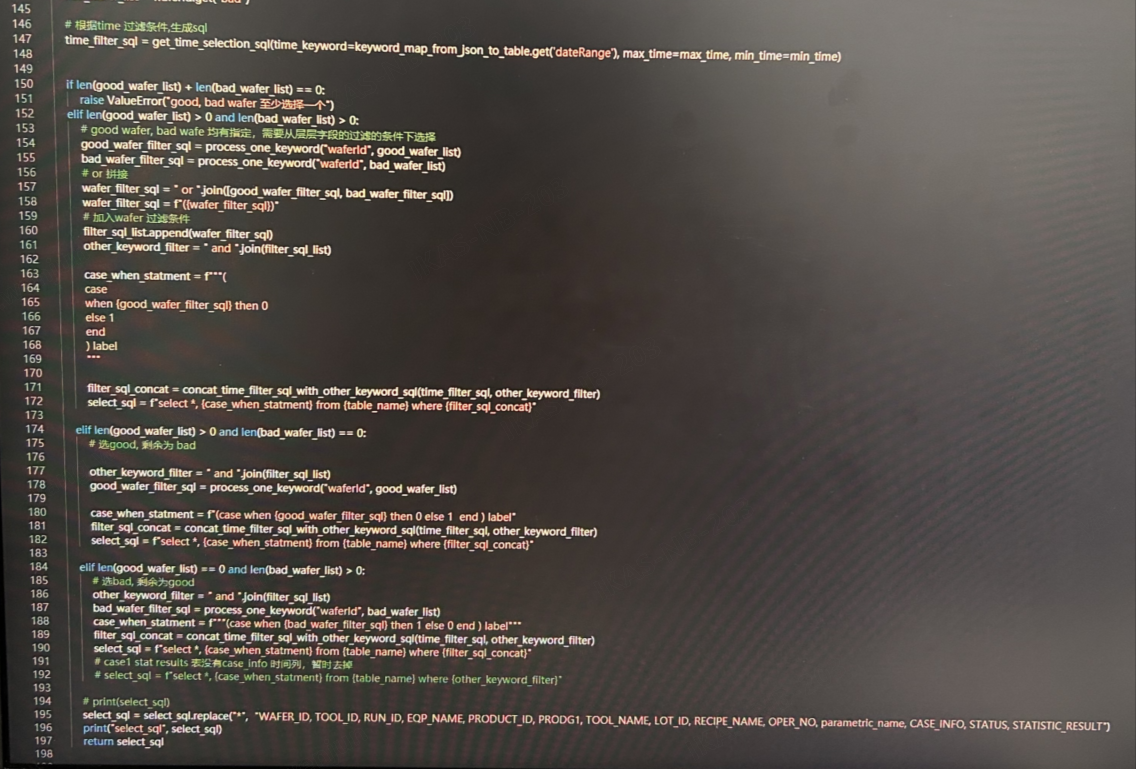 145
146 # 根据time 过滤条件,生成sql
147 time_filter_sql = get_time_selection_sql(time_keyword=keyword_map_from_json_to_table.get('dateRange'), max_time=max_time, min_time=min_time)
148
149
150 if len(good_wafer_list) + len(bad_wafer_list) == 0:
151 raise ValueError("good, bad wafer 至少选择一个")
152 elif len(good_wafer_list) > 0 and len(bad_wafer_list) > 0:
153 # good wafer, bad wafe 均有指定，需要从层层字段的过滤的条件下选择
154 good_wafer_filter_sql = process_one_keyword("waferId", good_wafer_list)
155 bad_wafer_filter_sql = process_one_keyword("waferId", bad_wafer_list)
156 # or 拼接
157 wafer_filter_sql = " or ".join([good_wafer_filter_sql, bad_wafer_filter_sql])
158 wafer_filter_sql = f"({wafer_filter_sql})"
159 # 加入wafer 过滤条件
160 filter_sql_list.append(wafer_filter_sql)
161 other_keyword_filter = " and ".join(filter_sql_list)
162
163 case_when_statment = f"""(
164 case
165 when {good_wafer_filter_sql} then 0
166 else 1
167 end
168 ) label
169 """
170
171 filter_sql_concat = concat_time_filter_sql_with_other_keyword_sql(time_filter_sql, other_keyword_filter)
172 select_sql = f"select *, {case_when_statment} from {table_name} where {filter_sql_concat}"
173
174 elif len(good_wafer_list) > 0 and len(bad_wafer_list) == 0:
175 # 选good, 剩余为 bad
176
177 other_keyword_filter = " and ".join(filter_sql_list)
178 good_wafer_filter_sql = process_one_keyword("waferId", good_wafer_list)
179
180 case_when_statment = f"(case when {good_wafer_filter_sql} then 0 else 1 end ) label"
181 filter_sql_concat = concat_time_filter_sql_with_other_keyword_sql(time_filter_sql, other_keyword_filter)
182 select_sql = f"select *, {case_when_statment} from {table_name} where {filter_sql_concat}"
183
184 elif len(good_wafer_list) == 0 and len(bad_wafer_list) > 0:
185 # 选bad, 剩余为good
186 other_keyword_filter = " and ".join(filter_sql_list)
187 bad_wafer_filter_sql = process_one_keyword("waferId", bad_wafer_list)
188 case_when_statment = f"""(case when {bad_wafer_filter_sql} then 1 else 0 end ) label"""
189 filter_sql_concat = concat_time_filter_sql_with_other_keyword_sql(time_filter_sql, other_keyword_filter)
190 select_sql = f"select *, {case_when_statment} from {table_name} where {filter_sql_concat}"
191 # case1 stat results 表没有case_info 时间列，暂时去掉
192 # select_sql = f"select *, {case_when_statment} from {table_name} where {other_keyword_filter}"
193
194 # print(select_sql)
195 select_sql = select_sql.replace("*", "WAFER_ID, TOOL_ID, RUN_ID, EQP_NAME, PRODUCT_ID, PRODG1, TOOL_NAME, LOT_ID, RECIPE_NAME, OPER_NO, parametric_name, CASE_INFO, STATUS, STATISTIC_RESULT")
196 print("select_sql", select_sql)
197 return select_sql
198